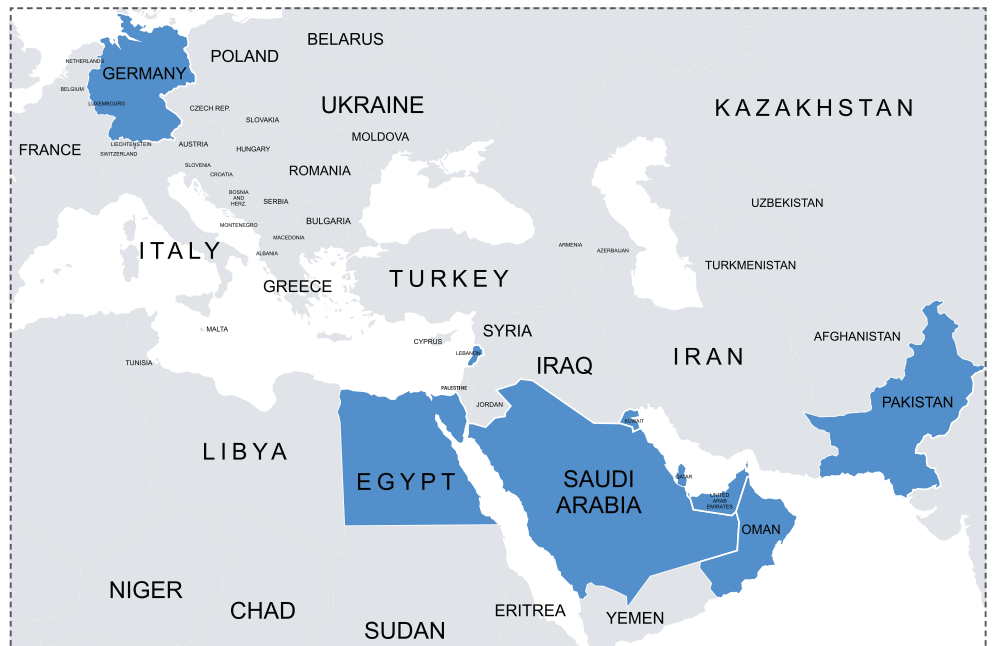 BELARUS
POLAND
NETHERLANDS
GERMANY
BELGIUM
LUXEMBOURG
UKRAINE
KAZAKHSTAN
CZECH REP.
SLOVAKIA
MOLDOVA
FRANCE
LIECHTENSTEIN
SWITZERLAND
AUSTRIA
HUNGARY
SLOVENIA
CROATIA
ROMANIA
BOSNIA
AND
HERZ.
SERBIA
UZBEKISTAN
MONTENEGRO
BULGARIA
MACEDONIA
ITALY
ALBANIA
ARMENIA
AZERBAIJAN
TURKMENISTAN
GREECE
TURKEY
MALTA
CYPRUS
SYRIA
LEBANON
AFGHANISTAN
TUNISIA
IRAQ
IRAN
PALESTINE
JORDAN
PAKISTAN
KUWAIT
LIBYA
EGYPT
SAUDI
ARABIA
QATAR
UNITED
ARAB
EMIRATES
OMAN
NIGER
CHAD
SUDAN
ERITREA
YEMEN